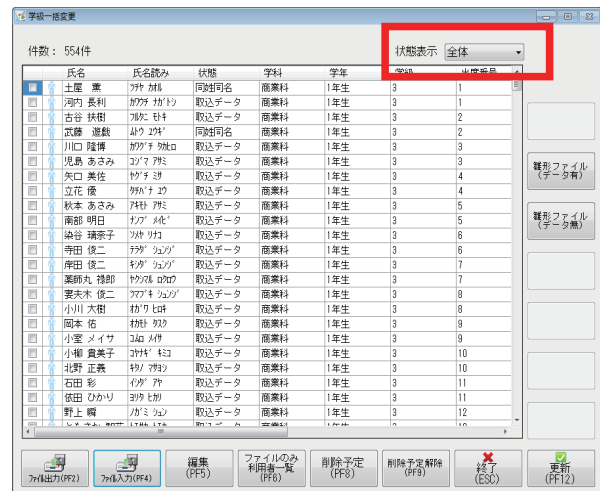 学級一括変更
件数： 554件
状態表示 全体
氏名 氏名読み 状態 学科 学年 学級 出席番号
土屋 薫 ﾂﾁﾔ ｶｵﾙ 同姓同名 商業科 1年生 3 1
河内 長利 ｶﾜｳﾁ ﾅｶﾞﾄｼ 取込データ 商業科 1年生 3 1
古谷 扶樹 ﾌﾙﾀﾆ ﾓﾄｷ 取込データ 商業科 1年生 3 2
武藤 遊戯 ﾑﾄｳ ﾕｳｷﾞ 同姓同名 商業科 1年生 3 2
川口 隆博 ｶﾜｸﾞﾁ ﾀｶﾋﾛ 取込データ 商業科 1年生 3 3
児島 あさみ ｺｼﾞﾏ ｱｻﾐ 取込データ 商業科 1年生 3 3
矢口 美佐 ﾔｸﾞﾁ ﾐｻ 取込データ 商業科 1年生 3 4
立花 優 ﾀﾁﾊﾞﾅ ﾕｳ 取込データ 商業科 1年生 3 4
秋本 あさみ ｱｷﾓﾄ ｱｻﾐ 取込データ 商業科 1年生 3 5
南部 明日 ﾅﾝﾌﾞ ﾒｲﾋﾞ 取込データ 商業科 1年生 3 5
染谷 璃奈子 ｿﾒﾔ ﾘﾅｺ 取込データ 商業科 1年生 3 6
寺田 俊二 ﾃﾗﾀﾞ ｼｭﾝｼﾞ 取込データ 商業科 1年生 3 6
岸田 俊二 ｷｼﾀﾞ ｼｭﾝｼﾞ 取込データ 商業科 1年生 3 7
薬師丸 禄郎 ﾔｸｼﾏﾙ ﾛｸﾛｳ 取込データ 商業科 1年生 3 7
妻夫木 俊二 ﾂﾏﾌﾞｷ ｼｭﾝｼﾞ 取込データ 商業科 1年生 3 8
小川 大樹 ｵｶﾞﾜ ﾋﾛｷ 取込データ 商業科 1年生 3 8
岡本 佑 ｵｶﾓﾄ ﾀｽｸ 取込データ 商業科 1年生 3 9
小室 メイサ ｺﾑﾛ ﾒｲｻ 取込データ 商業科 1年生 3 9
小柳 貴美子 ｺﾔﾅｷﾞ ｷﾐｺ 取込データ 商業科 1年生 3 10
北野 正義 ｷﾀﾉ ﾏｻﾖｼ 取込データ 商業科 1年生 3 10
石田 彩 ｲｼﾀﾞ ｱﾔ 取込データ 商業科 1年生 3 11
依田 ひかり ﾖﾘﾀ ﾋｶﾘ 取込データ 商業科 1年生 3 11
野上 瞬 ﾉｶﾞﾐ ｼｭﾝ 取込データ 商業科 1年生 3 12
雛形ファイル
(データ有)
雛形ファイル
(データ無)
ﾌｧｲﾙ出力(PF2)
ﾌｧｲﾙ入力(PF4)
編集
(PF5)
ファイルのみ
利用者一覧
(PF6)
削除予定
(PF8)
削除予定解除
(PF9)
終了
(ESC)
更新
(PF12)